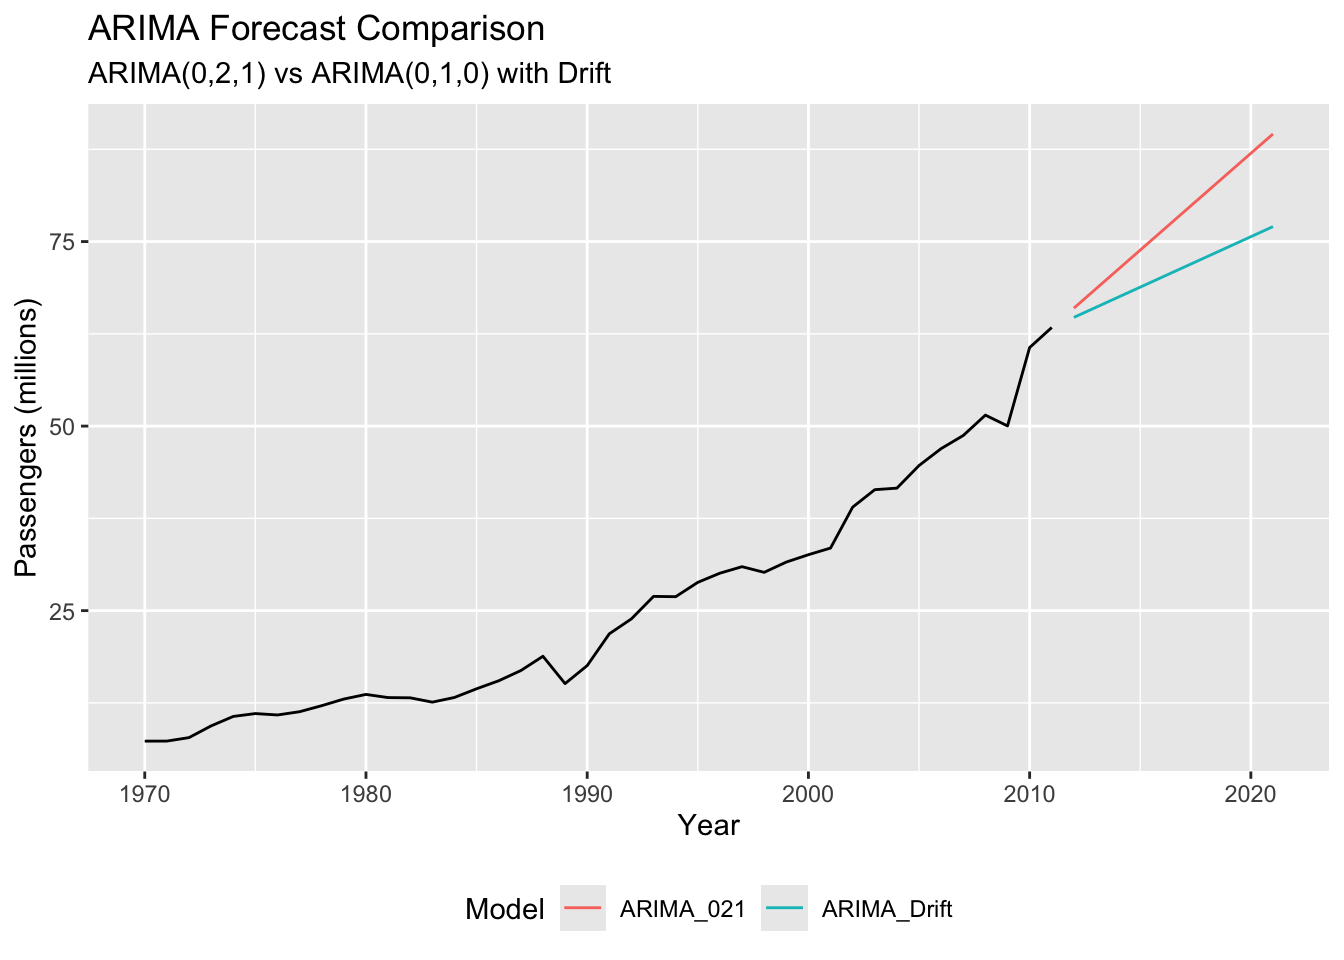 ARIMA Forecast Comparison
ARIMA(0,2,1) vs ARIMA(0,1,0) with Drift
Passengers (millions)
75
50
25
1970 1980 1990 2000 2010 2020
Year
Model ARIMA_021 ARIMA_Drift